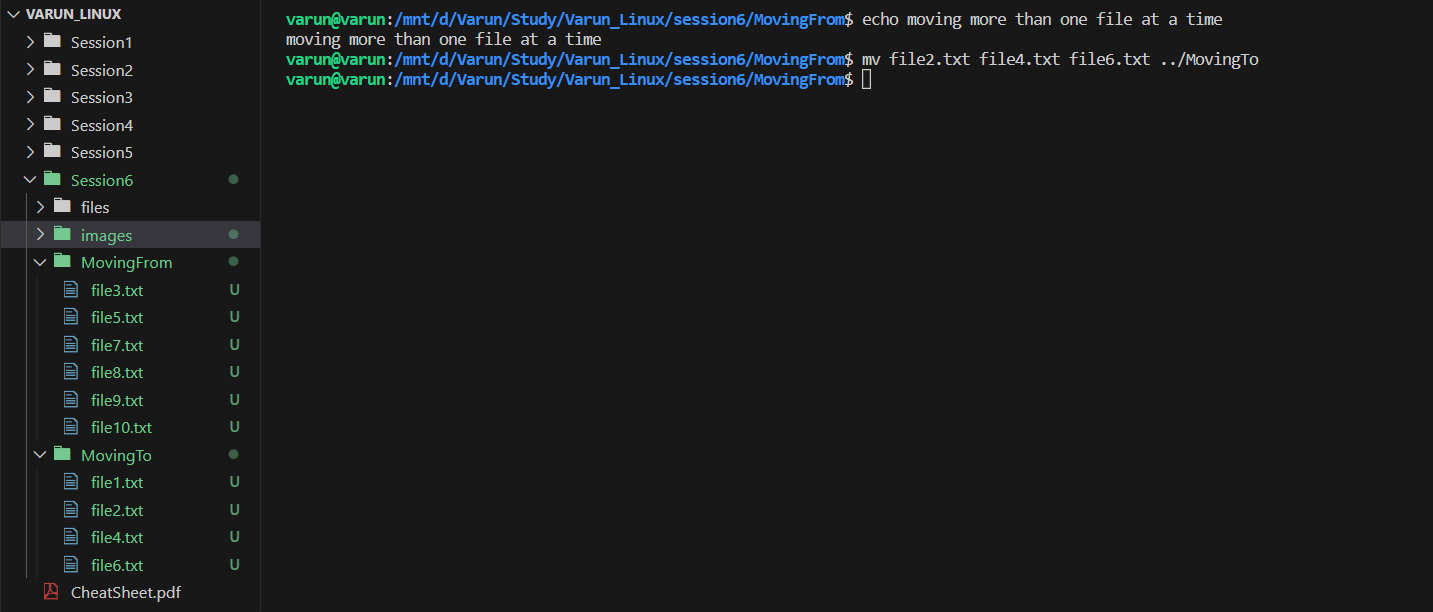 VARUN_LINUX
Session1
Session2
Session3
Session4
Session5
Session6
files
images
MovingFrom
file3.txt U
file5.txt U
file7.txt U
file8.txt U
file9.txt U
file10.txt U
MovingTo
file1.txt U
file2.txt U
file4.txt U
file6.txt U
CheatSheet.pdf
varun@varun:/mnt/d/Varun/Study/Varun_Linux/session6/MovingFrom$ echo moving more than one file at a time
moving more than one file at a time
varun@varun:/mnt/d/Varun/Study/Varun_Linux/session6/MovingFrom$ mv file2.txt file4.txt file6.txt ../MovingTo
varun@varun:/mnt/d/Varun/Study/Varun_Linux/session6/MovingFrom$